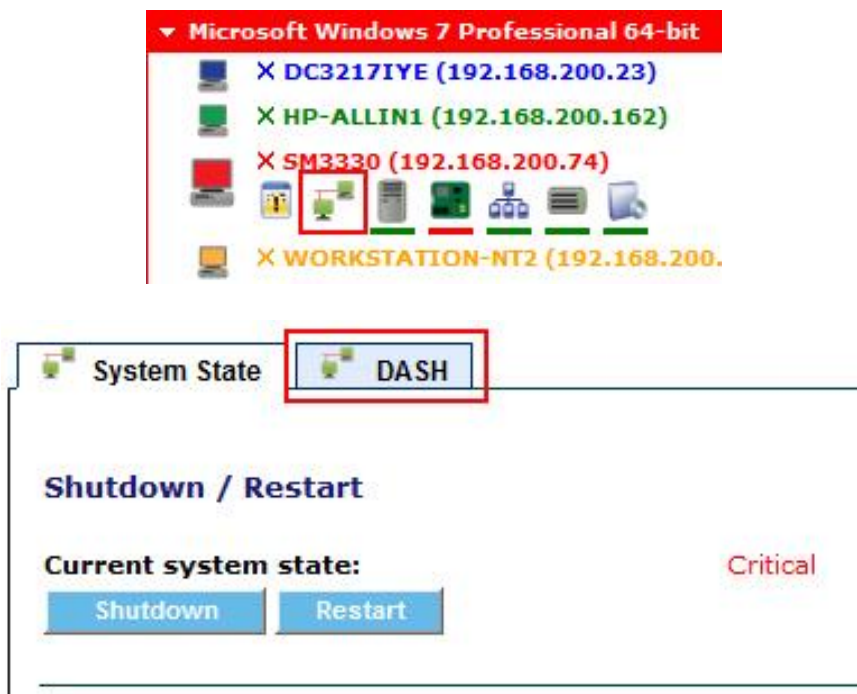 Microsoft Windows 7 Professional 64-bit
X DC3217IYE (192.168.200.23)
X HP-ALLIN1 (192.168.200.162)
X SM3330 (192.168.200.74)
X WORKSTATION-NT2 (192.168.200.
System State
DASH
Shutdown / Restart
Current system state: Critical
Shutdown Restart